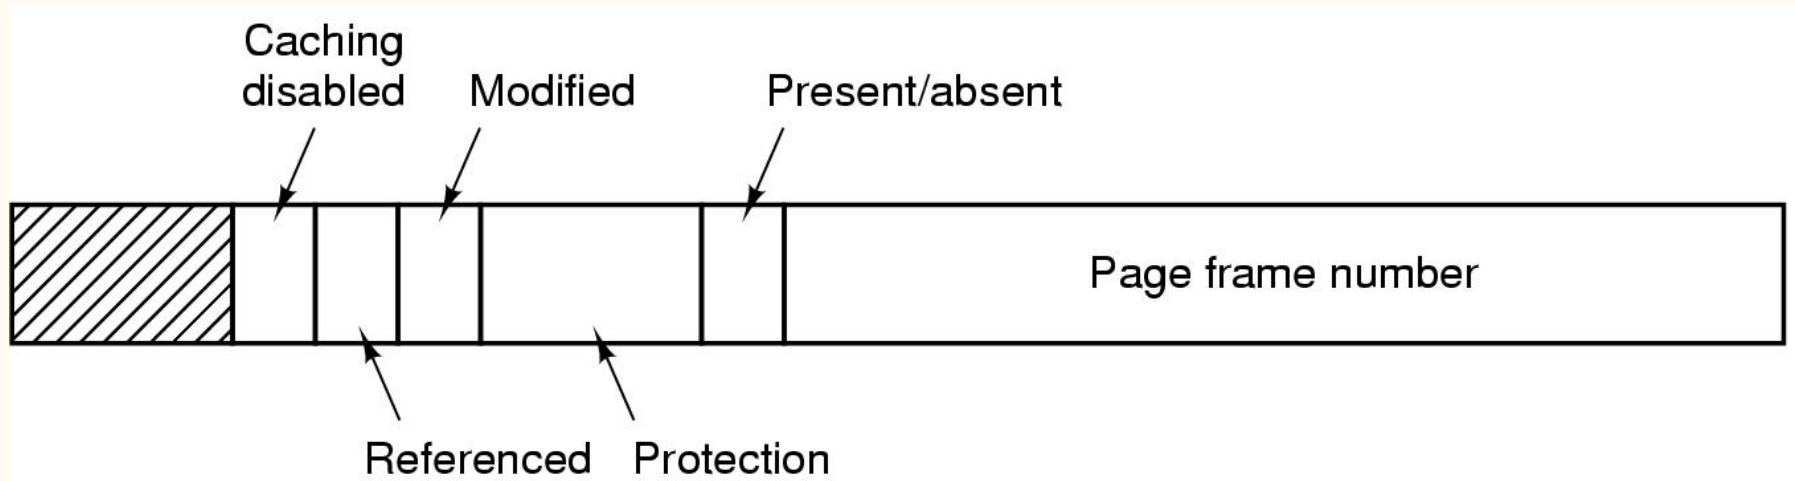 Caching
disabled
Modified
Present/absent
Page frame number
Referenced
Protection